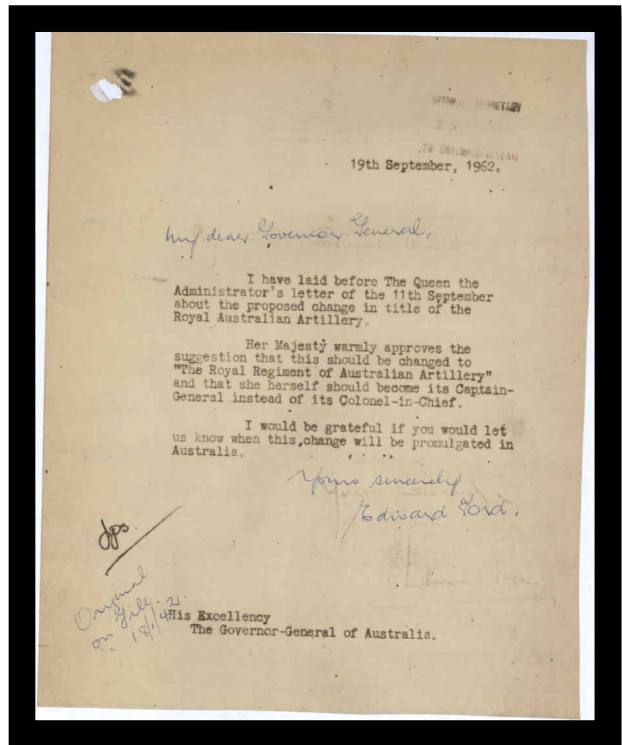 19th September, 1962.
My dear Governor-General,
I have laid before The Queen the
Administrator's letter of the 11th September
about the proposed change in title of the
Royal Australian Artillery.
Her Majesty warmly approves the
suggestion that this should be changed to
"The Royal Regiment of Australian Artillery"
and that she herself should become its Captain-
General instead of its Colonel-in-Chief.
I would be grateful if you would let
us know when this change will be promulgated in
Australia.
Yours sincerely
Edward Ford.
Original
on file.
His Excellency
The Governor-General of Australia.